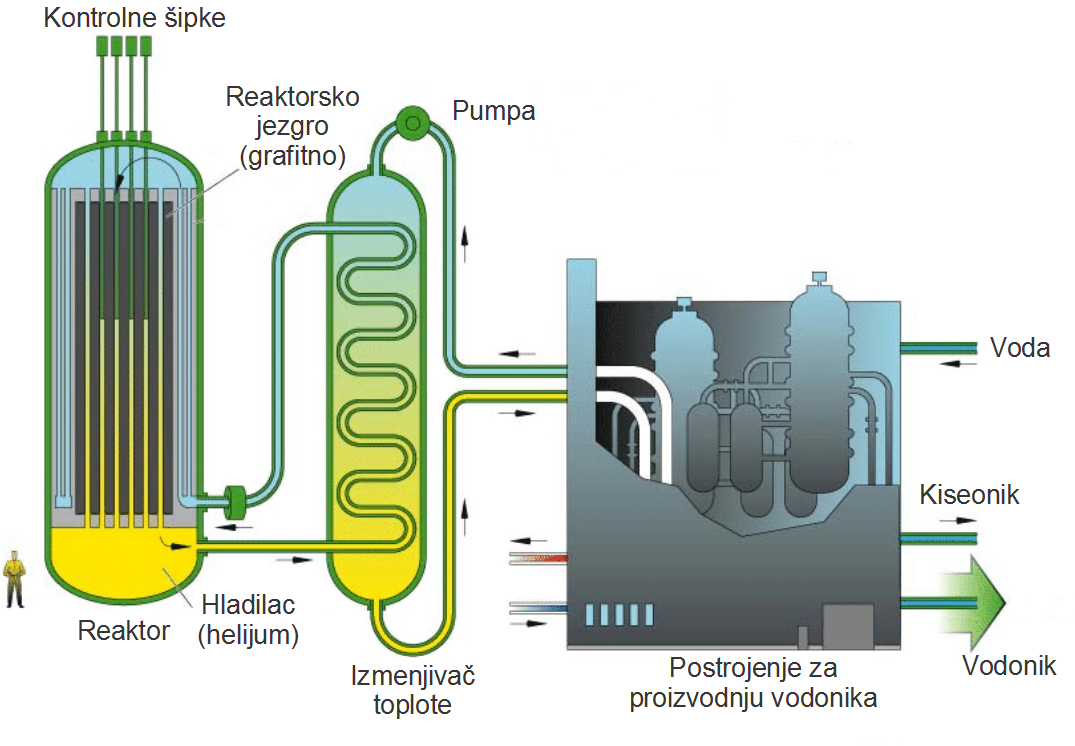 Kontrolne šipke
Reaktorsko
jezgro
(grafitno)
Pumpa
Voda
Kiseonik
Hladilac
(helijum)
Reaktor
Izmenjivač
toplote
Postrojenje za
proizvodnju vodonika
Vodonik